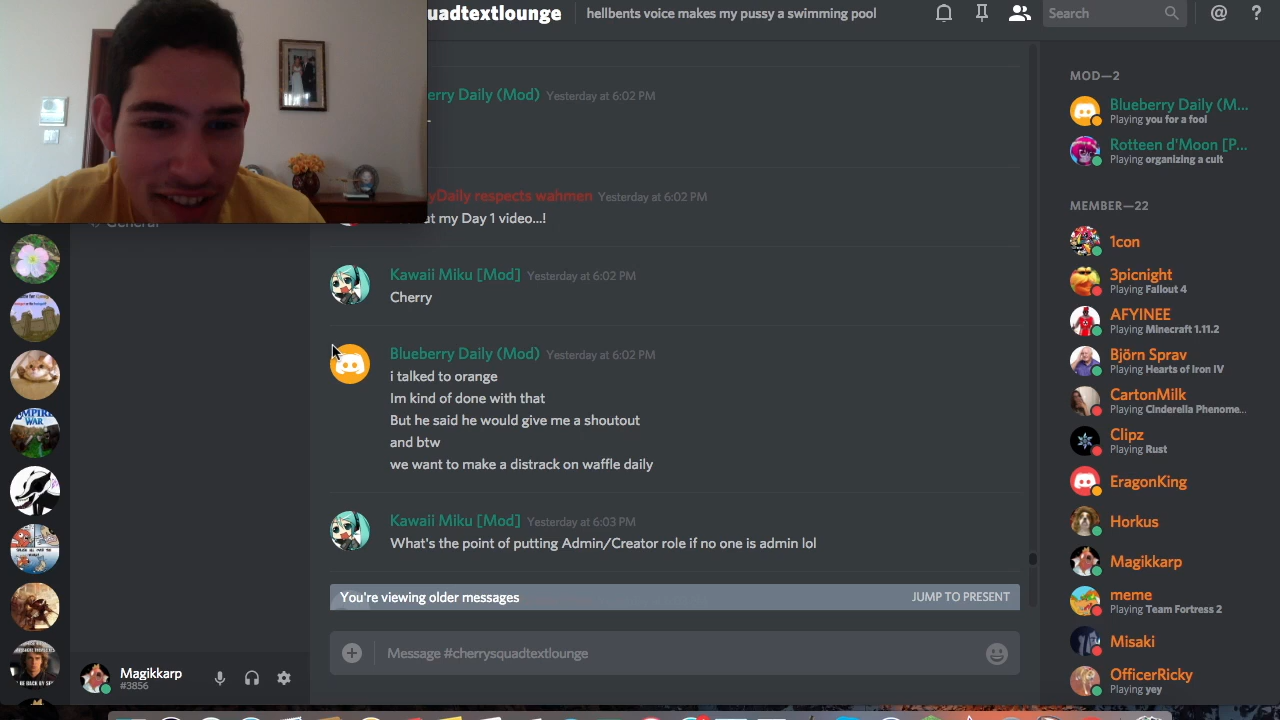 quadtextlounge
hellbents voice makes my pussy a swimming pool
Search
erry Daily (Mod) Yesterday at 6:02 PM
yDaily respects wahmen Yesterday at 6:02 PM
at my Day 1 video...!
General
Kawaii Miku [Mod] Yesterday at 6:02 PM
Cherry
Blueberry Daily (Mod) Yesterday at 6:02 PM
i talked to orange
Im kind of done with that
But he said he would give me a shoutout
and btw
we want to make a distrack on waffle daily
Kawaii Miku [Mod] Yesterday at 6:03 PM
What's the point of putting Admin/Creator role if no one is admin lol
You're viewing older messages
JUMP TO PRESENT
Message #cherrysquadtextlounge
Magikkarp
#3856
EMPIRE
WAR
MOD—2
Blueberry Daily (M...
Playing you for a fool
Rotteen d'Moon [P...
Playing organizing a cult
MEMBER—22
1con
3picnight
Playing Fallout 4
AFYINEE
Playing Minecraft 1.11.2
Björn Sprav
Playing Hearts of Iron IV
CartonMilk
Playing Cinderella Phenome...
Clipz
Playing Rust
EragonKing
Horkus
Magikkarp
meme
Playing Team Fortress 2
Misaki
OfficerRicky
Playing yey